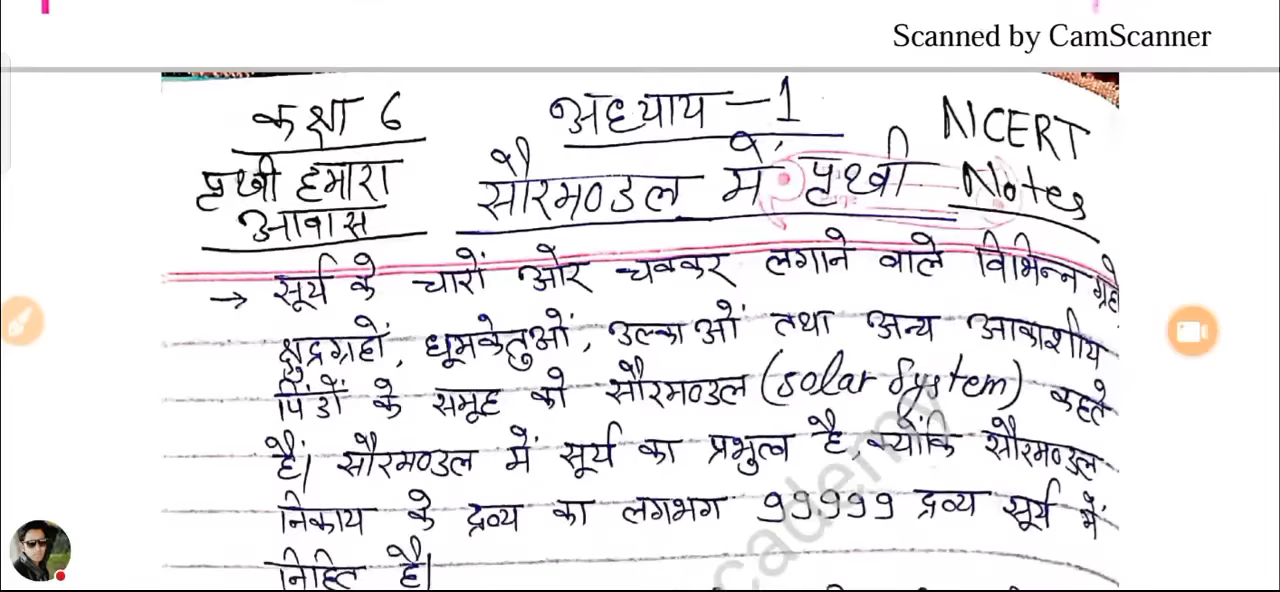 Scanned by CamScanner
कक्षा 6 अध्याय - 1 NCERT
पृथ्वी हमारा आवास सौरमण्डल में पृथ्वी Notes
→ सूर्य के चारों ओर चक्कर लगाने वाले विभिन्न ग्रहों
क्षुद्रग्रहों, धूमकेतुओं, उल्काओं तथा अन्य आकाशीय
पिंडों के समूह को सौरमण्डल (Solar System) कहते
हैं। सौरमण्डल में सूर्य का प्रभुत्व है, क्योंकि सौरमण्डल
निकाय के द्रव्य का लगभग 99999 द्रव्य सूर्य में
निहित है।
cademy